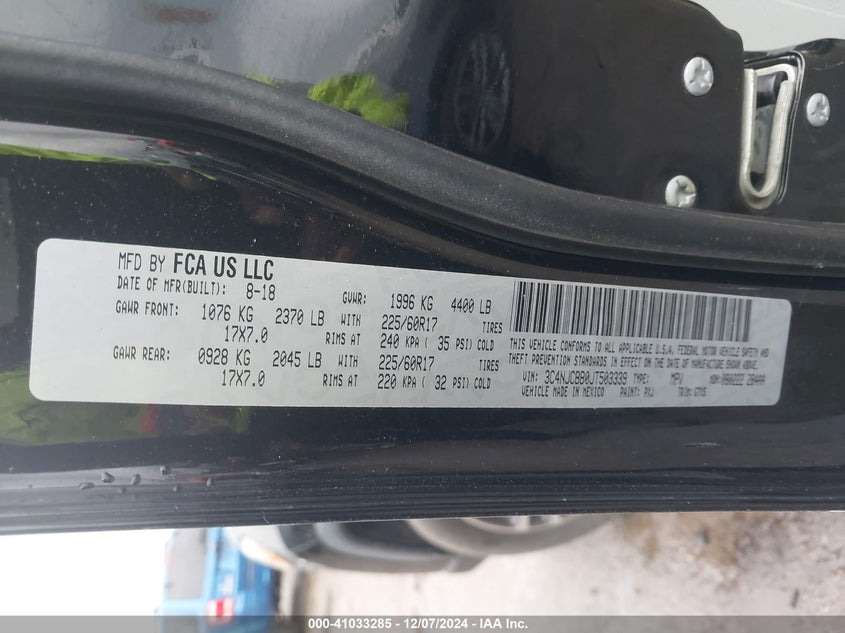 MFD BY FCA US LLC
DATE OF MFR(BUILT): 8-18 GVWR: 1996 KG 4400 LB
GAWR FRONT: 1076 KG 2370 LB WITH 225/60R17 TIRES
17X7.0 RIMS AT 240 KPA ( 35 PSI) COLD
GAWR REAR: 0928 KG 2045 LB WITH 225/60R17 TIRES
17X7.0 RIMS AT 220 KPA ( 32 PSI) COLD
THIS VEHICLE CONFORMS TO ALL APPLICABLE U.S.A. FEDERAL MOTOR VEHICLE SAFETY AND
THEFT PREVENTION STANDARDS IN EFFECT ON THE DATE OF MANUFACTURE SHOWN ABOVE.
VIN: 3C4NJCBB0JT503339 TYPE: MPV MDH:
VEHICLE MADE IN MEXICO PAINT: PXJ TRIM:
000-41033285 - 12/07/2024 - IAA Inc.